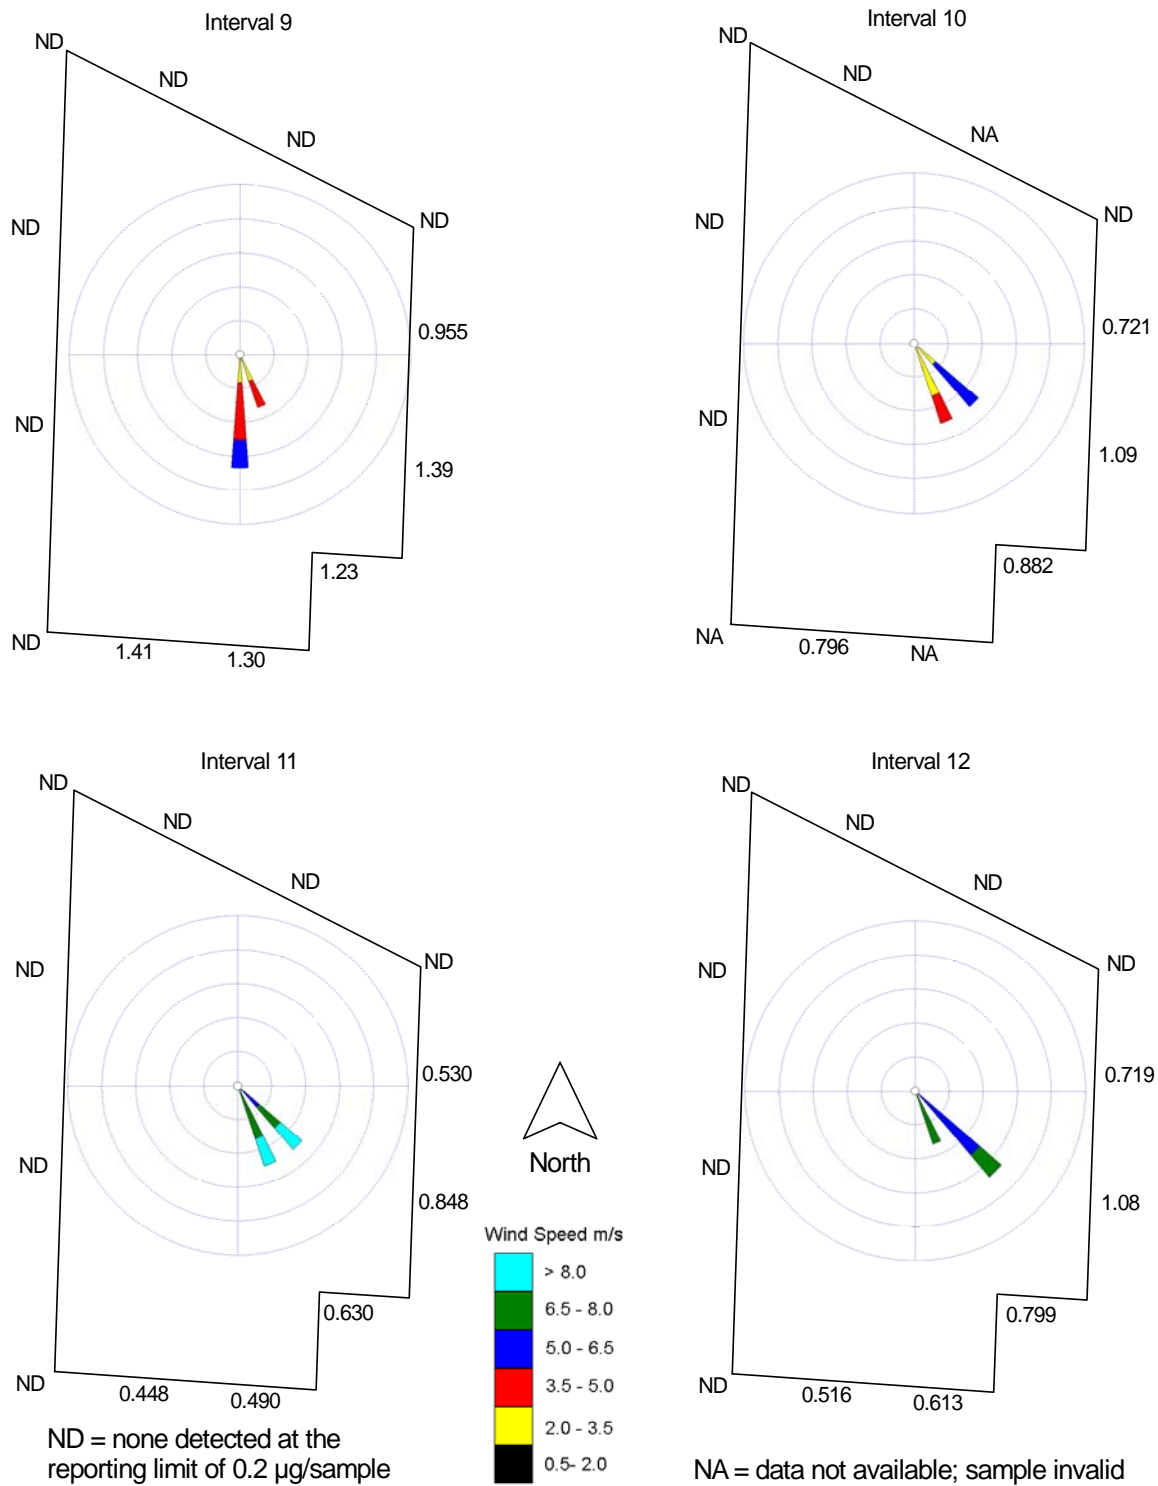 Interval 9
ND
ND
ND
ND
ND
0.955
ND
1.39
1.23
ND
1.41
1.30
Interval 10
ND
ND
NA
ND
ND
0.721
ND
1.09
0.882
NA
0.796
NA
Interval 11
ND
ND
ND
ND
ND
0.530
ND
0.848
0.630
ND
0.448
0.490
North
Wind Speed m/s
> 8.0
6.5 - 8.0
5.0 - 6.5
3.5 - 5.0
2.0 - 3.5
0.5- 2.0
Interval 12
ND
ND
ND
ND
ND
0.719
ND
1.08
0.799
ND
0.516
0.613
ND = none detected at the
reporting limit of 0.2 µg/sample
NA = data not available; sample invalid